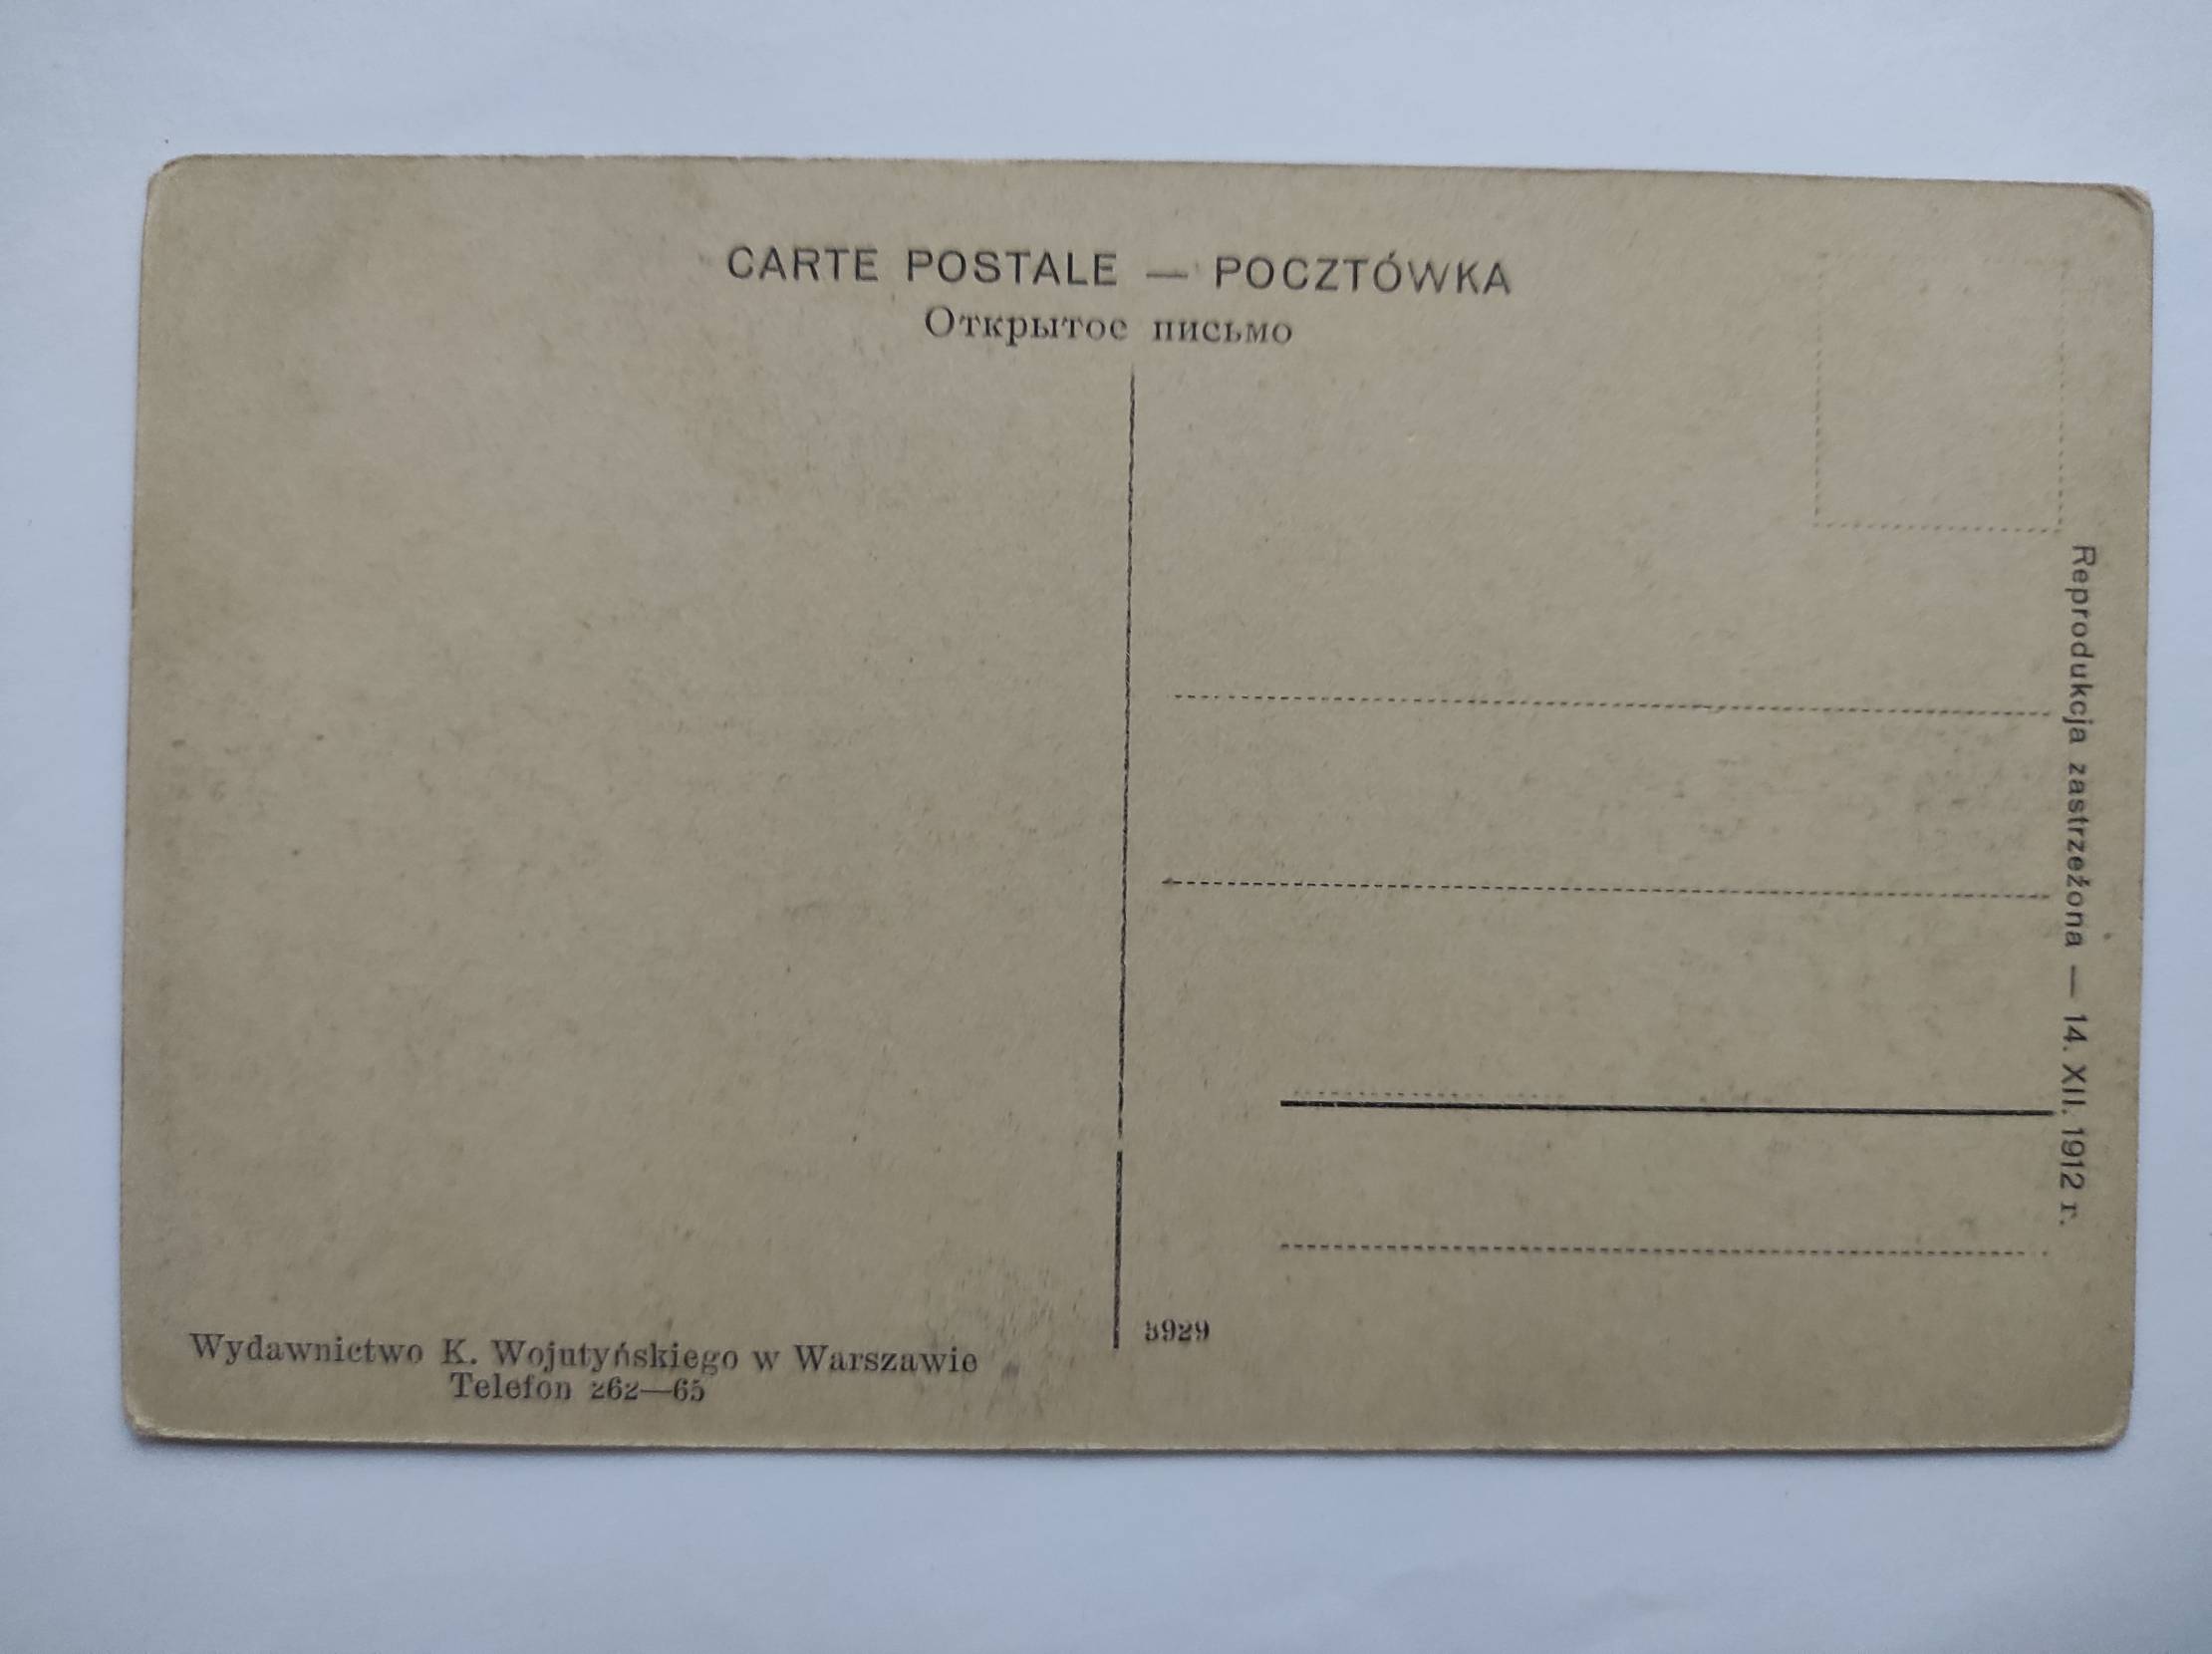 CARTE POSTALE — POCZTÓWKA
Открытое письмо
Reprodukcja zastrzeżona — 14. XII. 1912 r.
5929
Wydawnictwo K. Wojutyńskiego w Warszawie
Telefon 262—65